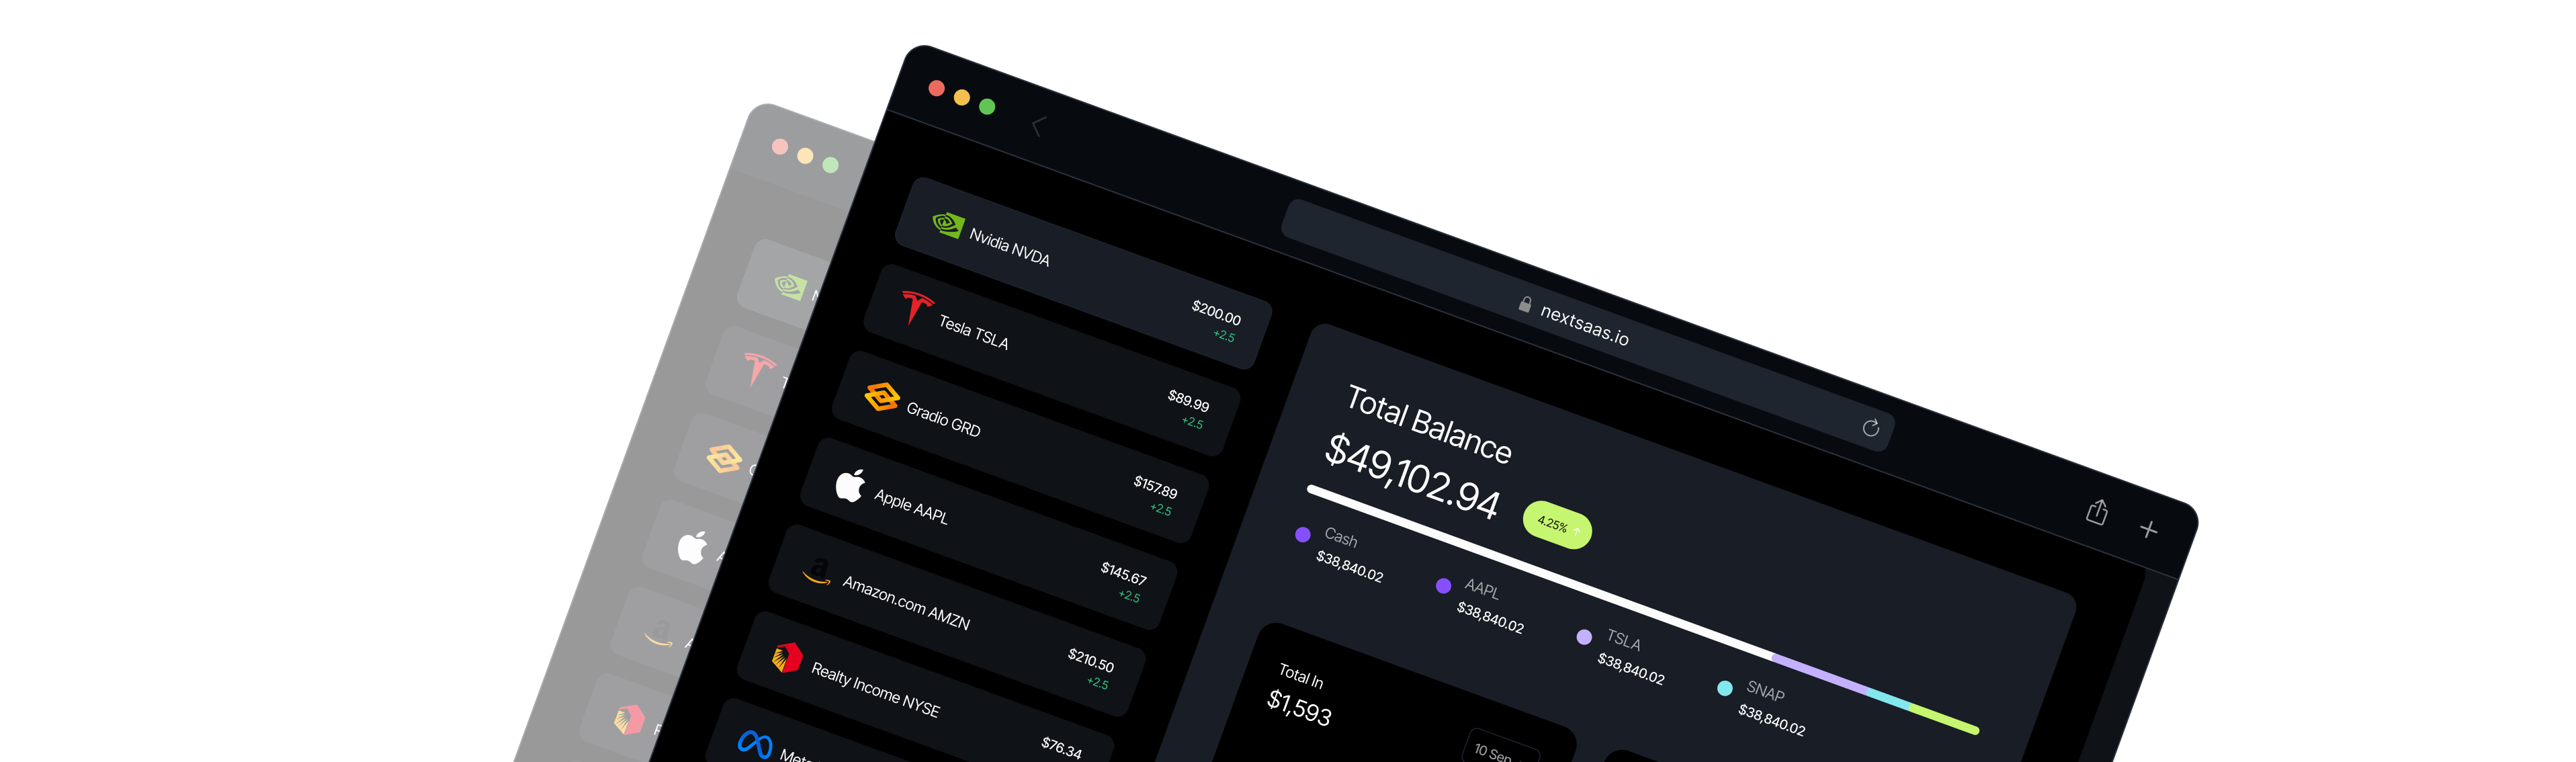 nextsaas.io
Nvidia NVDA
$200.00
+2.5
Tesla TSLA
$89.99
+2.5
Gradio GRD
$157.89
+2.5
Apple AAPL
$145.67
+2.5
Amazon.com AMZN
$210.50
+2.5
Realty Income NYSE
$76.34
Total Balance
$49,102.94
4.25%
Cash
$38,840.02
AAPL
$38,840.02
TSLA
$38,840.02
SNAP
$38,840.02
Total In
$1,593
10 Sep